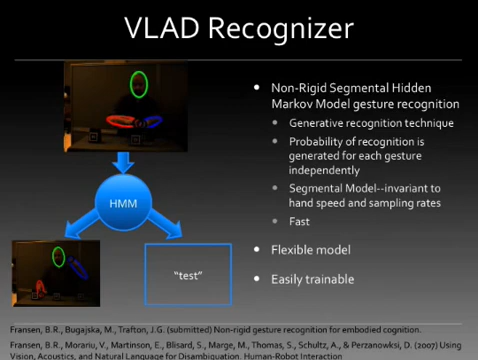 VLAD Recognizer
Non-Rigid Segmental Hidden
Markov Model gesture recognition
Generative recognition technique
Probability of recognition is
generated for each gesture
independently
Segmental Model--invariant to
hand speed and sampling rates
Fast
Flexible model
Easily trainable
HMM
"test"
Fransen, B.R., Bugajska, M., Trafton, J.G. (submitted) Non-rigid gesture recognition for embodied cognition.
Fransen, B.R., Morariu, V., Martinson, E., Blisard, S., Marge, M., Thomas, S., Schultz, A., & Perzanowksi, D. (2007) Using
Vision, Acoustics, and Natural Language for Disambiguation. Human-Robot Interaction